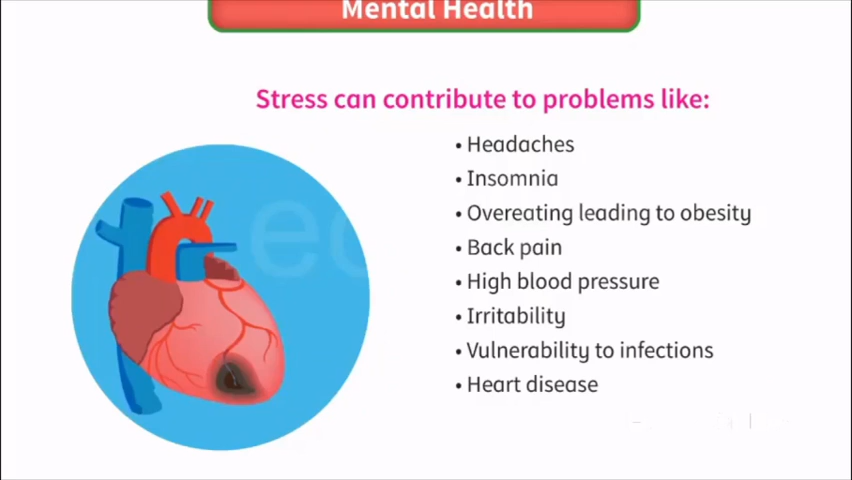 Mental Health
Stress can contribute to problems like:
• Headaches
• Insomnia
• Overeating leading to obesity
• Back pain
• High blood pressure
• Irritability
• Vulnerability to infections
• Heart disease